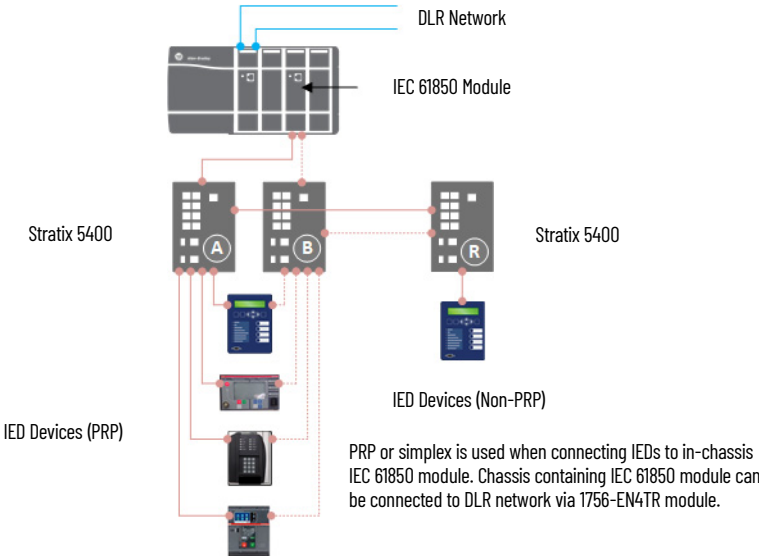 DLR Network
Allen-Bradley
IEC 61850 Module
Stratix 5400
A
B
R
Stratix 5400
IED Devices (PRP)
IED Devices (Non-PRP)
PRP or simplex is used when connecting IEDs to in-chassis
IEC 61850 module. Chassis containing IEC 61850 module can
be connected to DLR network via 1756-EN4TR module.